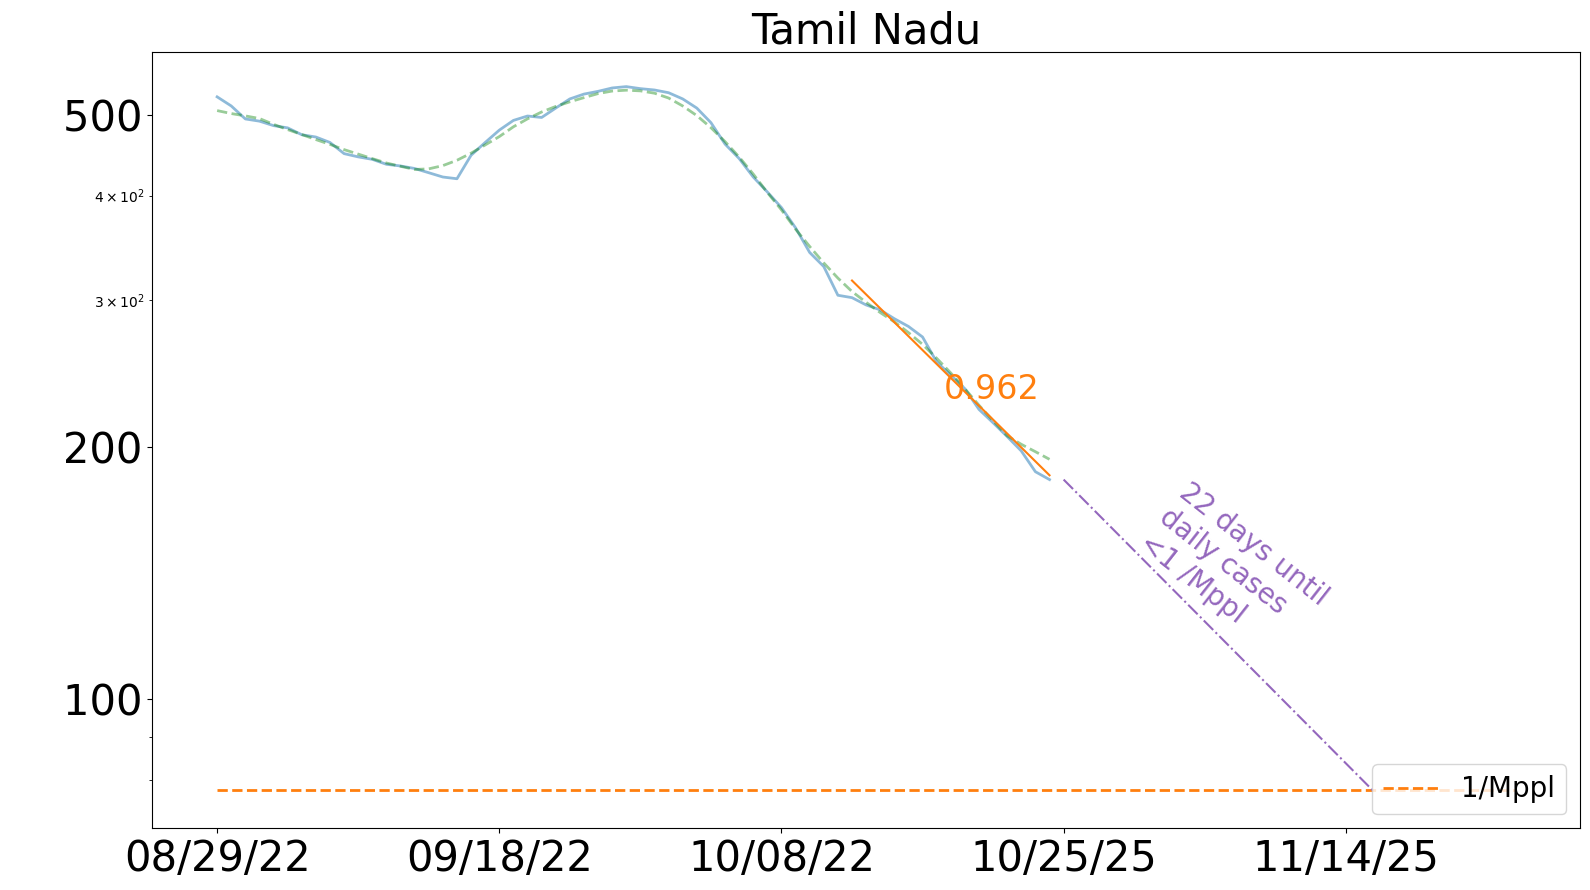 Tamil Nadu
500
4 × 10²
3 × 10²
200
100
0.962
22 days until
daily cases
<1 /Mppl
1/Mppl
08/29/22
09/18/22
10/08/22
10/25/25
11/14/25